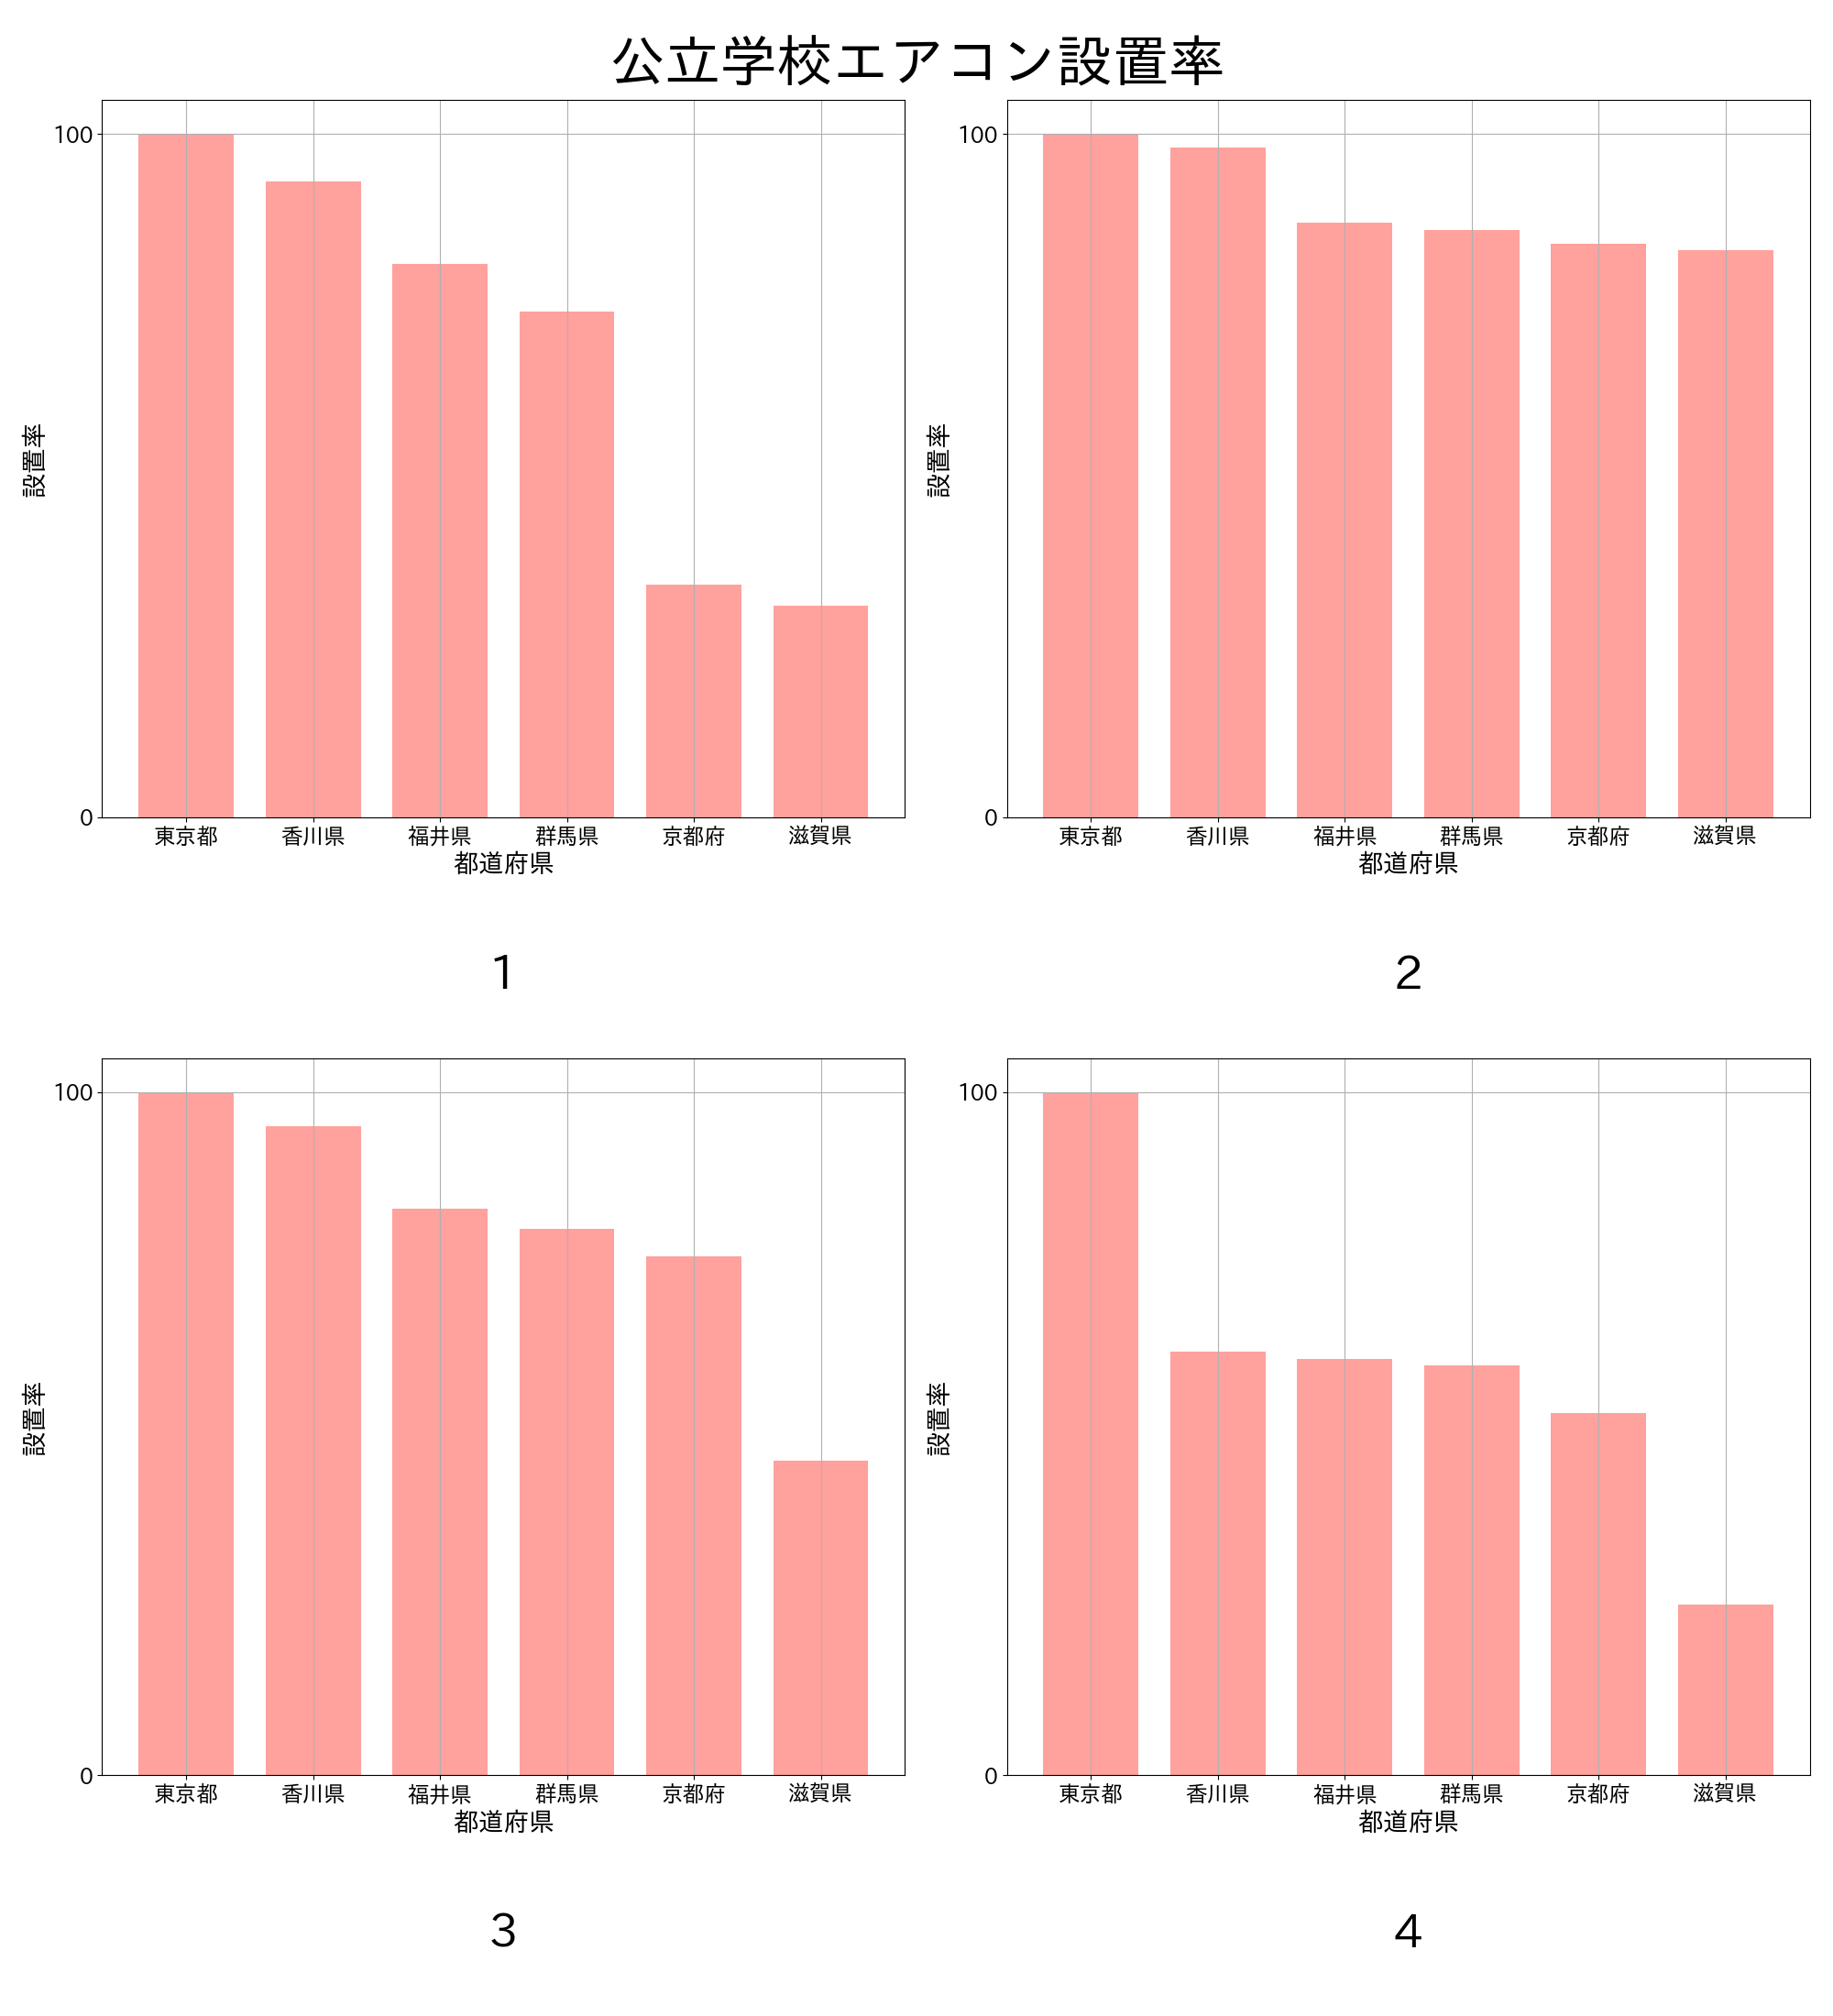 公立学校エアコン設置率
100
0
設置率
東京都 香川県 福井県 群馬県 京都府 滋賀県
都道府県
1
100
0
設置率
東京都 香川県 福井県 群馬県 京都府 滋賀県
都道府県
2
100
0
設置率
東京都 香川県 福井県 群馬県 京都府 滋賀県
都道府県
3
100
0
設置率
東京都 香川県 福井県 群馬県 京都府 滋賀県
都道府県
4